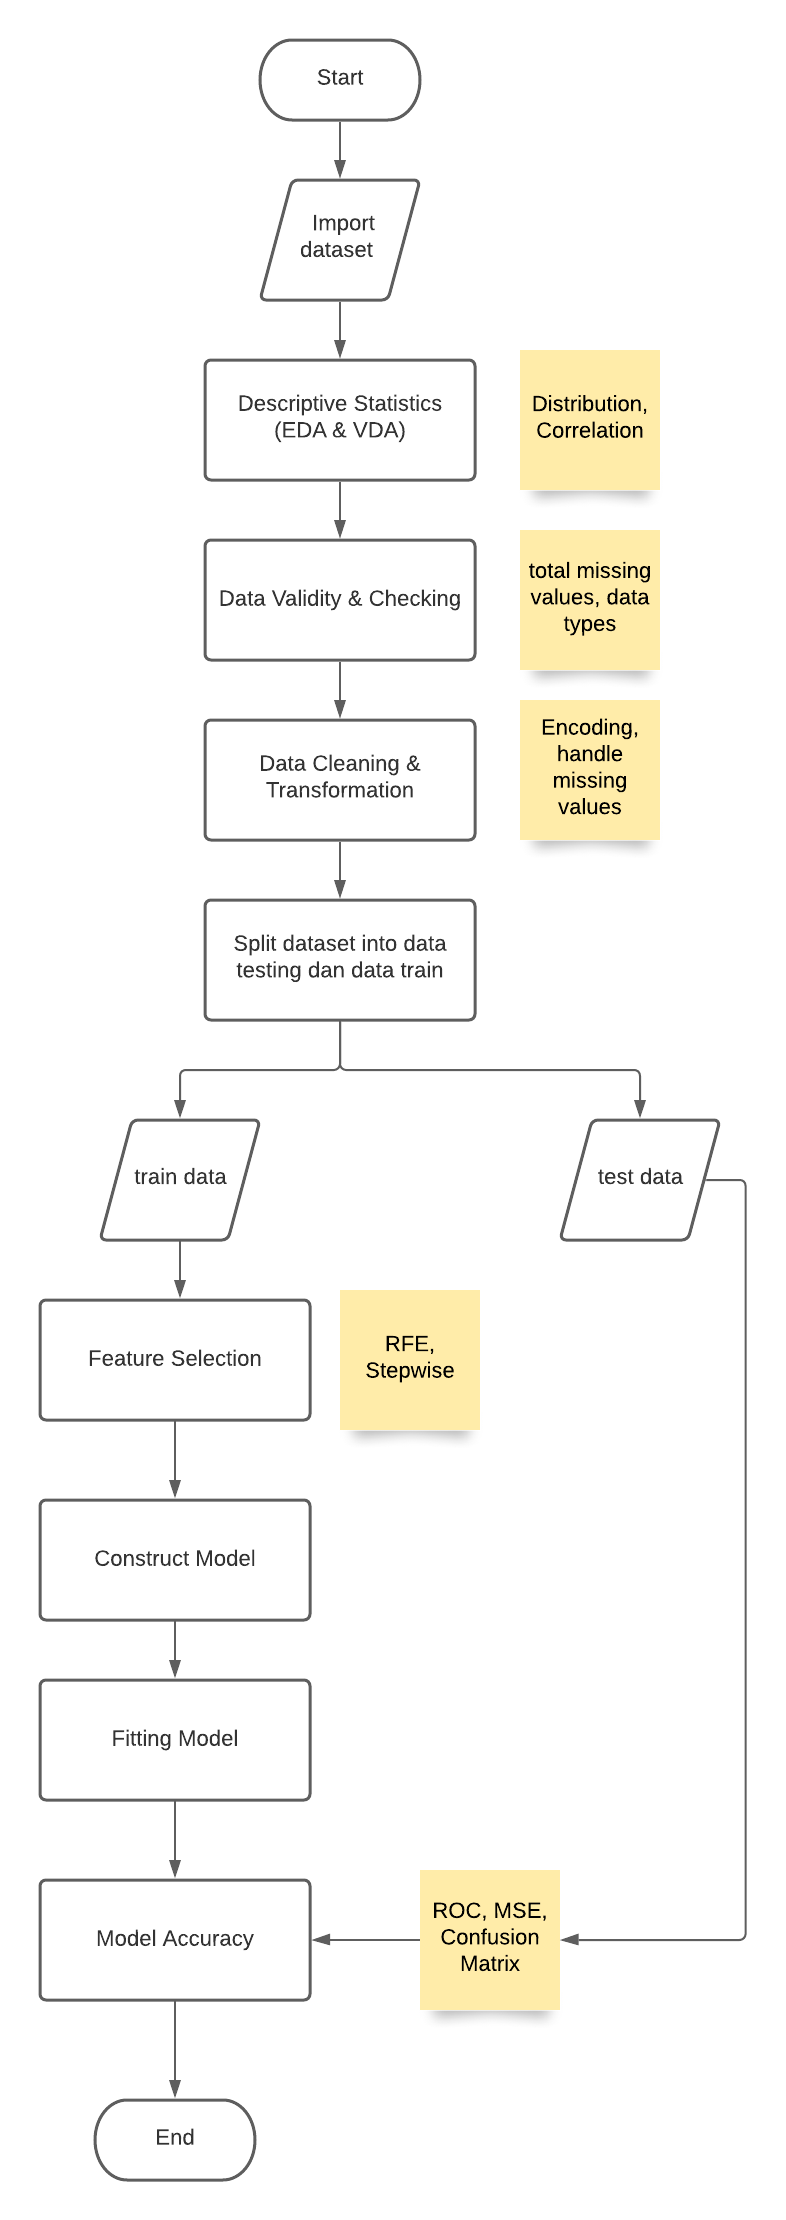 Start
Import
dataset
Descriptive Statistics
(EDA & VDA)
Distribution,
Correlation
Data Validity & Checking
total missing
values, data
types
Data Cleaning &
Transformation
Encoding,
handle
missing
values
Split dataset into data
testing dan data train
train data
test data
Feature Selection
RFE,
Stepwise
Construct Model
Fitting Model
Model Accuracy
ROC, MSE,
Confusion
Matrix
End